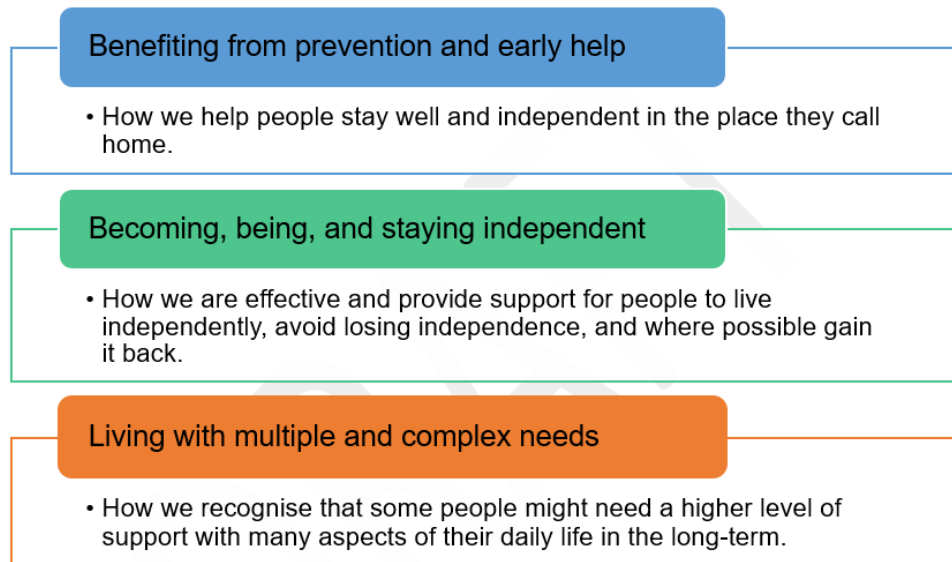 Benefiting from prevention and early help
• How we help people stay well and independent in the place they call
home.
Becoming, being, and staying independent
• How we are effective and provide support for people to live
independently, avoid losing independence, and where possible gain
it back.
Living with multiple and complex needs
• How we recognise that some people might need a higher level of
support with many aspects of their daily life in the long-term.